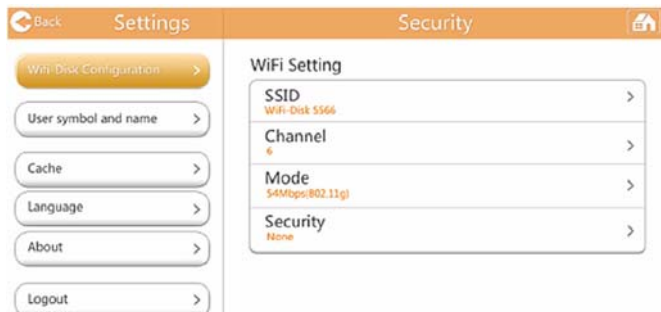 Back Settings Security
Wifi-Disk Configuration
User symbol and name
Cache
Language
About
Logout
WiFi Setting
SSID
WiFi-Disk 5566
Channel
6
Mode
54Mbps(802.11g)
Security
None